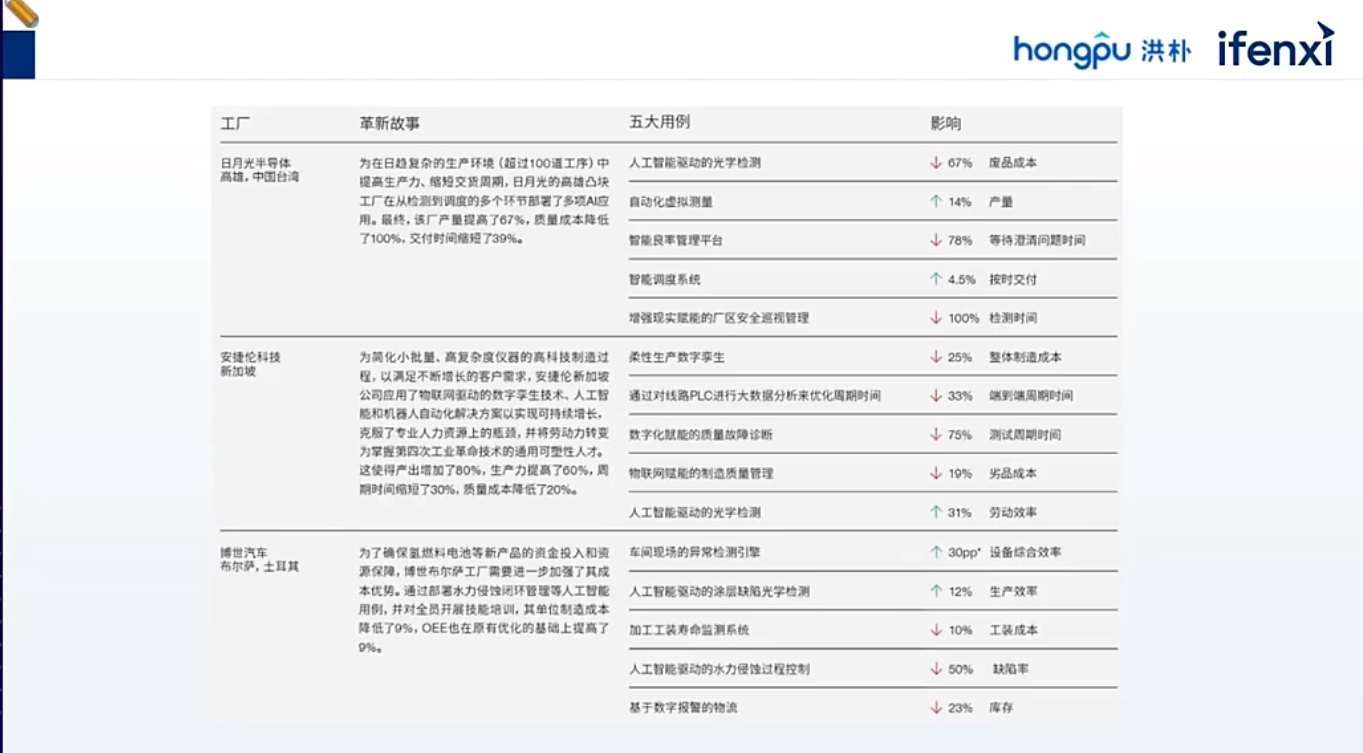 hongpu 洪朴 ifenxi
工厂 革新故事 五大用例 影响
日月光半导体
高雄，中国台湾
为在日趋复杂的生产环境（超过100道工序）中
提高生产力、缩短交货周期，日月光的高雄凸块
工厂在从检测到调度的多个环节部署了多项AI应
用。最终，该厂产量提高了67%，质量成本降低
了100%，交付时间缩短了39%。
人工智能驱动的光学检测 ↓ 67% 废品成本
自动化虚拟测量 ↑ 14% 产量
智能良率管理平台 ↓ 78% 等待澄清问题时间
智能调度系统 ↑ 4.5% 按时交付
增强现实赋能的厂区安全巡视管理 ↓ 100% 检测时间
安捷伦科技
新加坡
为简化小批量、高复杂度仪器的高科技制造过
程，以满足不断增长的客户需求，安捷伦新加坡
公司应用了物联网驱动的数字孪生技术、人工智
能和机器人自动化解决方案以实现可持续增长，
克服了专业人力资源上的瓶颈，并将劳动力转变
为掌握第四次工业革命技术的通用可塑性人才。
这使得产出增加了80%，生产力提高了60%，周
期时间缩短了30%，质量成本降低了20%。
柔性生产数字孪生 ↓ 25% 整体制造成本
通过对线路PLC进行大数据分析来优化周期时间 ↓ 33% 端到端周期时间
数字化赋能的质量故障诊断 ↓ 75% 测试周期时间
物联网赋能的制造质量管理 ↓ 19% 劣品成本
人工智能驱动的光学检测 ↑ 31% 劳动效率
博世汽车
布尔萨，土耳其
为了确保氢燃料电池等新产品的资金投入和资
源保障，博世布尔萨工厂需要进一步加强了其成
本优势。通过部署水力侵蚀闭环管理等人工智能
用例，并对全员开展技能培训，其单位制造成本
降低了9%，OEE也在原有优化的基础上提高了
9%。
车间现场的异常检测引擎 ↑ 30pp* 设备综合效率
人工智能驱动的涂层缺陷光学检测 ↑ 12% 生产效率
加工工装寿命监测系统 ↓ 10% 工装成本
人工智能驱动的水力侵蚀过程控制 ↓ 50% 缺陷率
基于数字报警的物流 ↓ 23% 库存